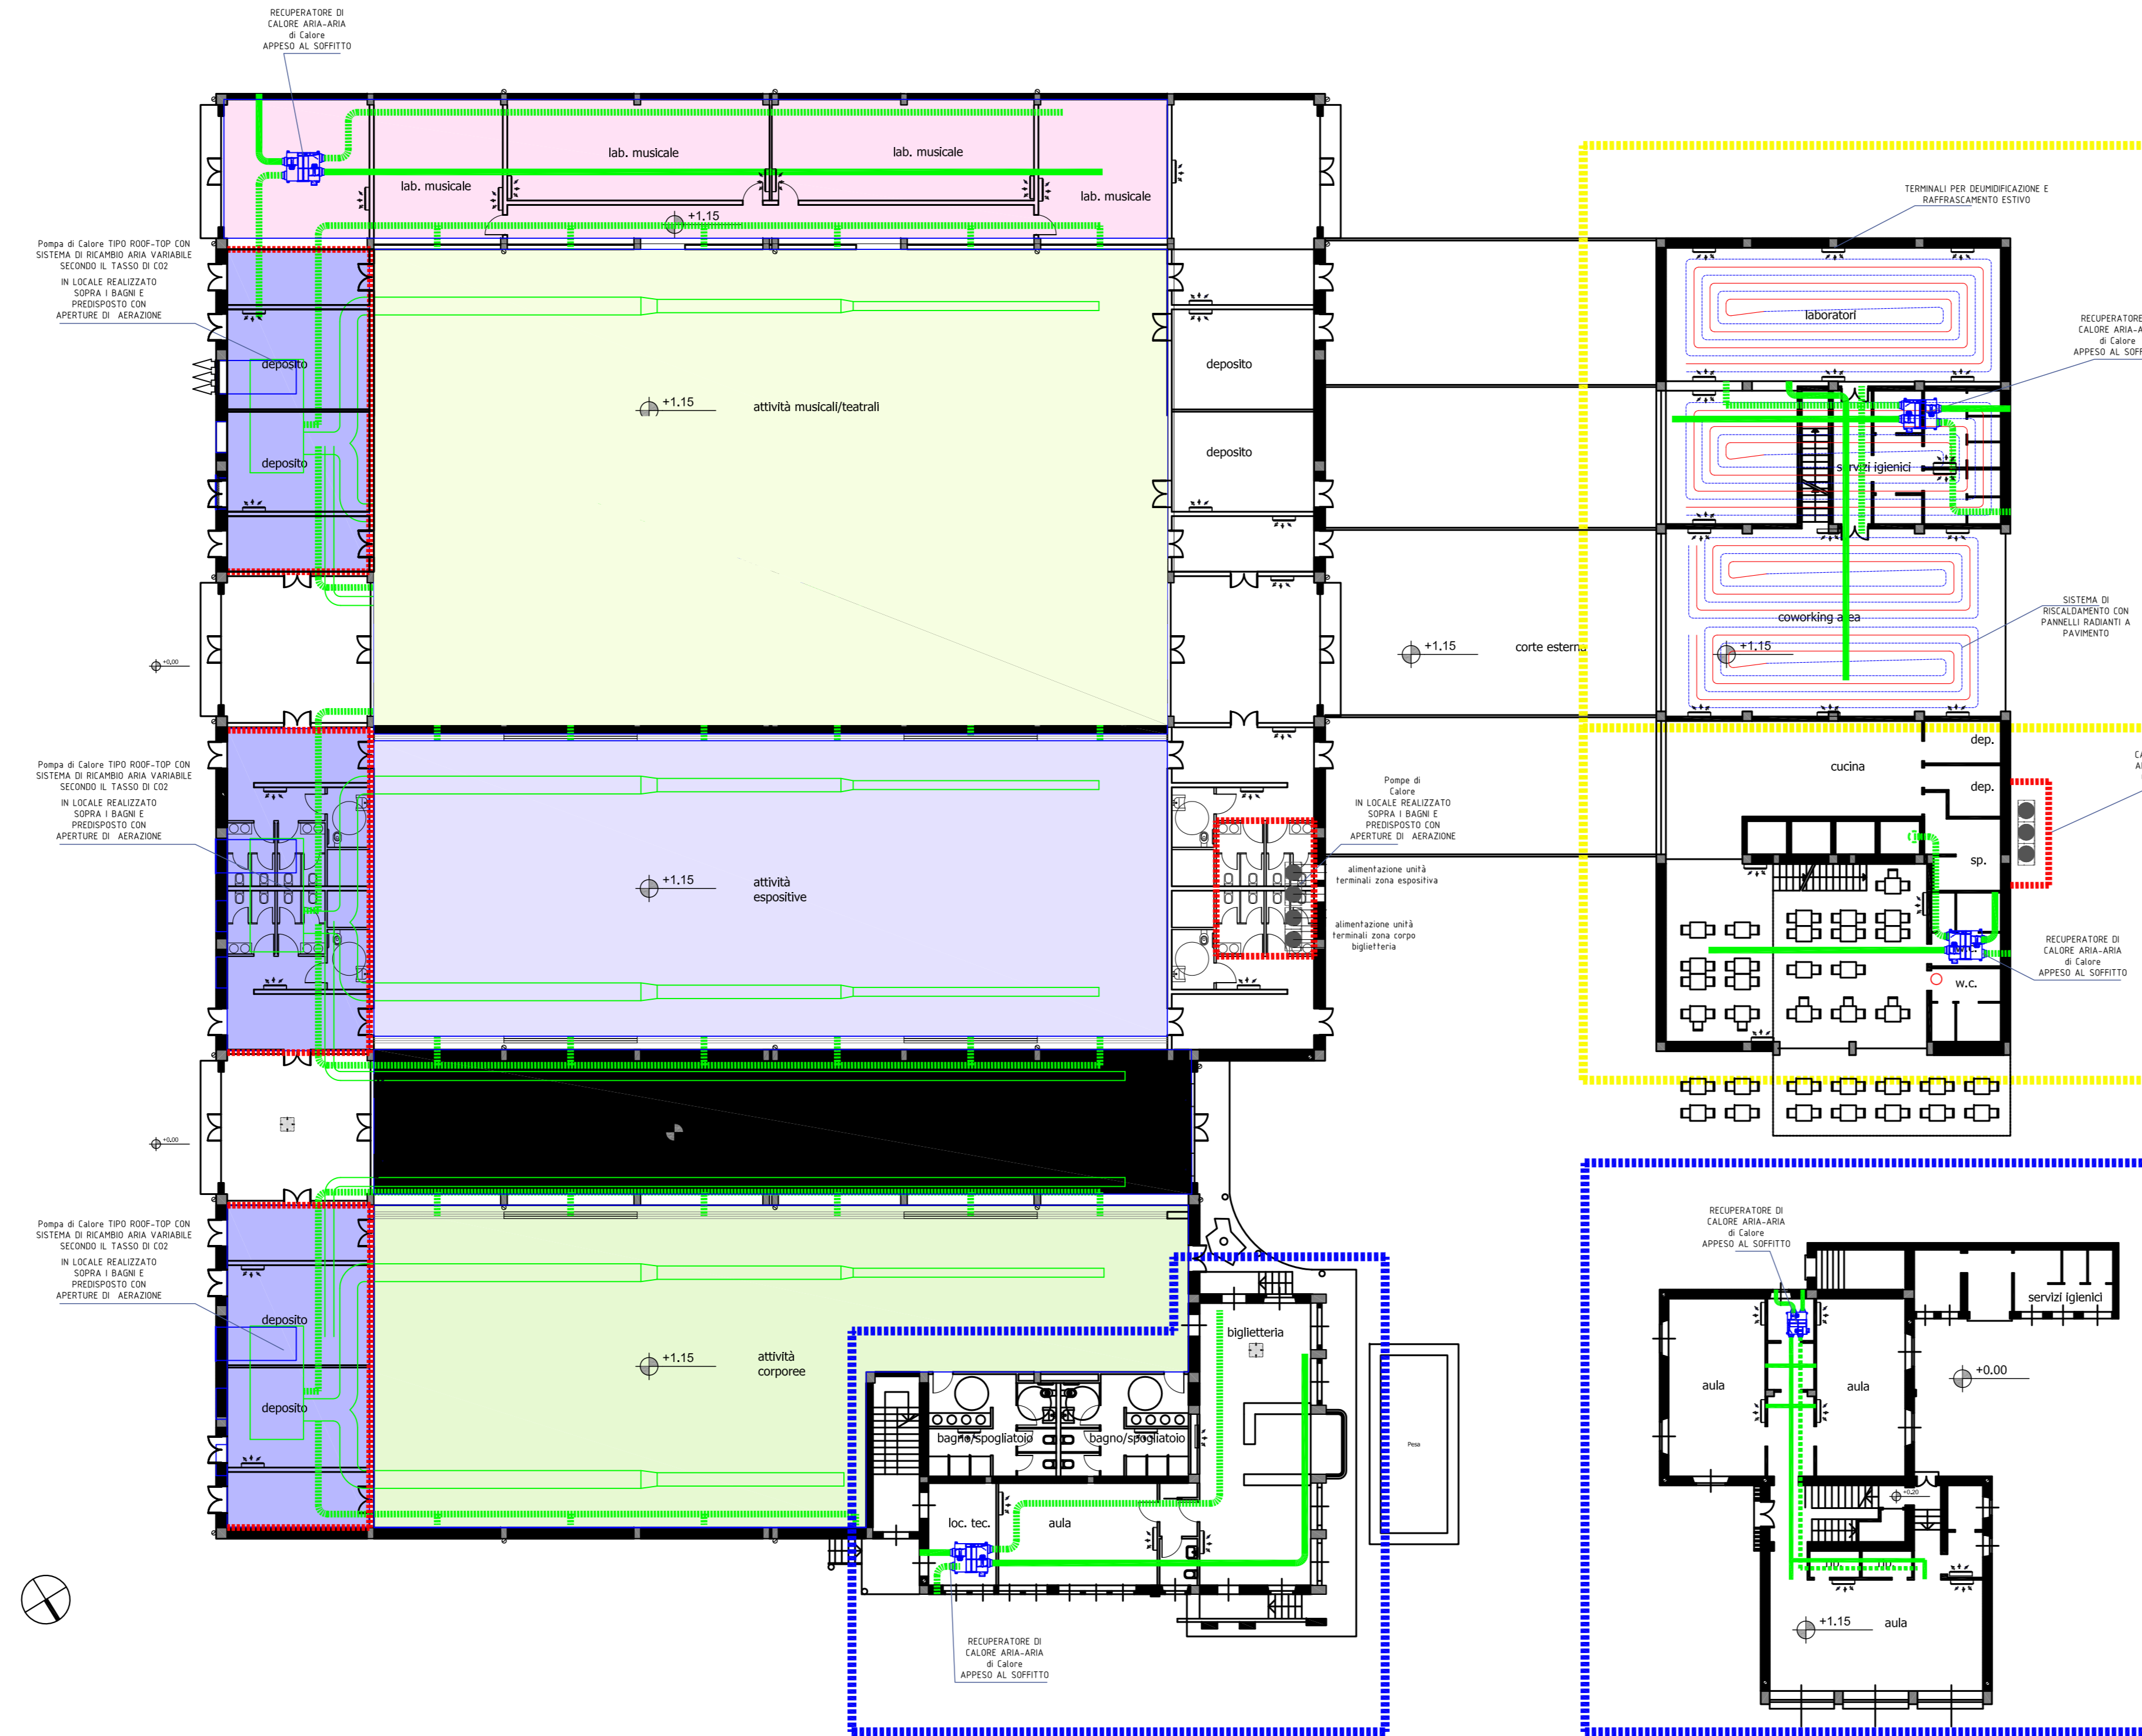 RECUPERATORE DI
CALORE ARIA-ARIA
di Calore
APPESO AL SOFFITTO
lab. musicale
lab. musicale
lab. musicale
lab. musicale
+1.15
Pompa di Calore TIPO ROOF-TOP CON
SISTEMA DI RICAMBIO ARIA VARIABILE
SECONDO IL TASSO DI CO2
IN LOCALE REALIZZATO
SOPRA I BAGNI E
PREDISPOSTO CON
APERTURE DI AERAZIONE
deposito
deposito
+1.15
attività musicali/teatrali
deposito
deposito
+0,00
+1.15
corte esterna
TERMINALI PER DEUMIDIFICAZIONE E
RAFFRASCAMENTO ESTIVO
laboratori
RECUPERATORE
CALORE ARIA-A
di Calore
APPESO AL SOFF
servizi igienici
coworking area
+1.15
SISTEMA DI
RISCALDAMENTO CON
PANNELLI RADIANTI A
PAVIMENTO
Pompa di Calore TIPO ROOF-TOP CON
SISTEMA DI RICAMBIO ARIA VARIABILE
SECONDO IL TASSO DI CO2
IN LOCALE REALIZZATO
SOPRA I BAGNI E
PREDISPOSTO CON
APERTURE DI AERAZIONE
+1.15
attività
espositive
Pompe di
Calore
IN LOCALE REALIZZATO
SOPRA I BAGNI E
PREDISPOSTO CON
APERTURE DI AERAZIONE
alimentazione unità
terminali zona espositiva
alimentazione unità
terminali zona corpo
biglietteria
cucina
dep.
dep.
sp.
w.c.
RECUPERATORE DI
CALORE ARIA-ARIA
di Calore
APPESO AL SOFFITTO
+0,00
Pompa di Calore TIPO ROOF-TOP CON
SISTEMA DI RICAMBIO ARIA VARIABILE
SECONDO IL TASSO DI CO2
IN LOCALE REALIZZATO
SOPRA I BAGNI E
PREDISPOSTO CON
APERTURE DI AERAZIONE
deposito
deposito
+1.15
attività
corporee
biglietteria
bagno/spogliatoio
bagno/spogliatoio
loc. tec.
aula
Pesa
RECUPERATORE DI
CALORE ARIA-ARIA
di Calore
APPESO AL SOFFITTO
RECUPERATORE DI
CALORE ARIA-ARIA
di Calore
APPESO AL SOFFITTO
servizi igienici
aula
aula
+0.00
+0.20
+1.15
aula